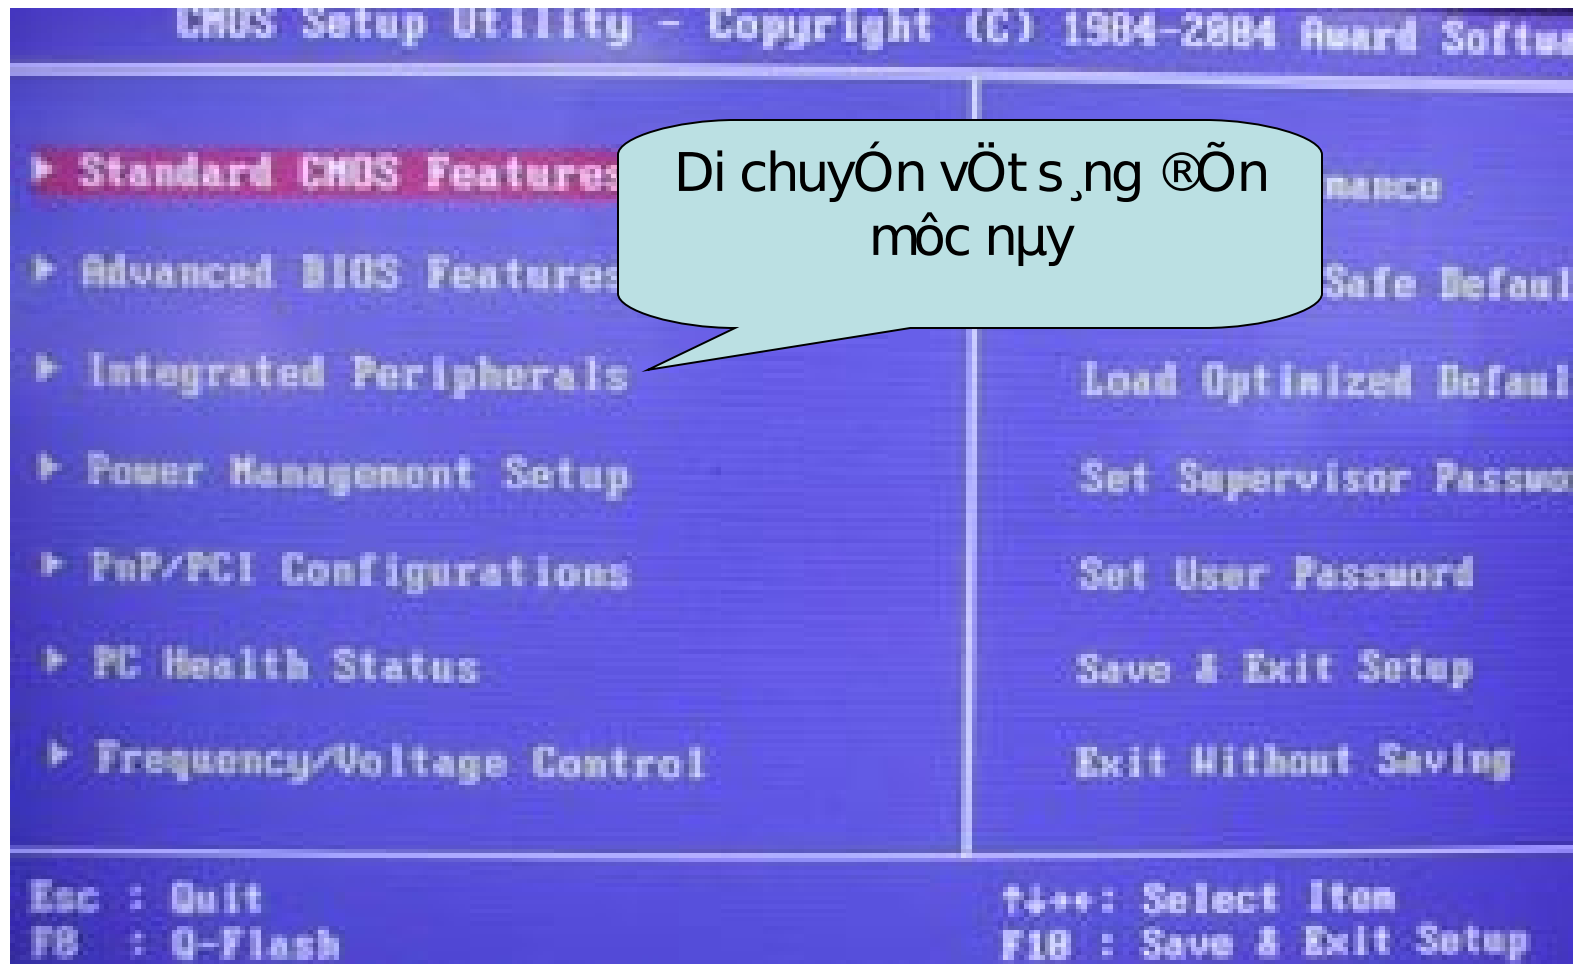 CMOS Setup Utility - Copyright (C) 1984-2004 Award Softwa
Standard CMOS Features
Advanced BIOS Features
Integrated Peripherals
Power Management Setup
PnP/PCI Configurations
PC Health Status
Frequency/Voltage Control
Di chuyÓn vÖt s¸ng ®Õn
môc nµy
mance
Safe Defaul
Load Optimized Defaul
Set Supervisor Passwo
Set User Password
Save & Exit Setup
Exit Without Saving
Esc : Quit
F8 : Q-Flash
↑↓→←: Select Item
F10 : Save & Exit Setup